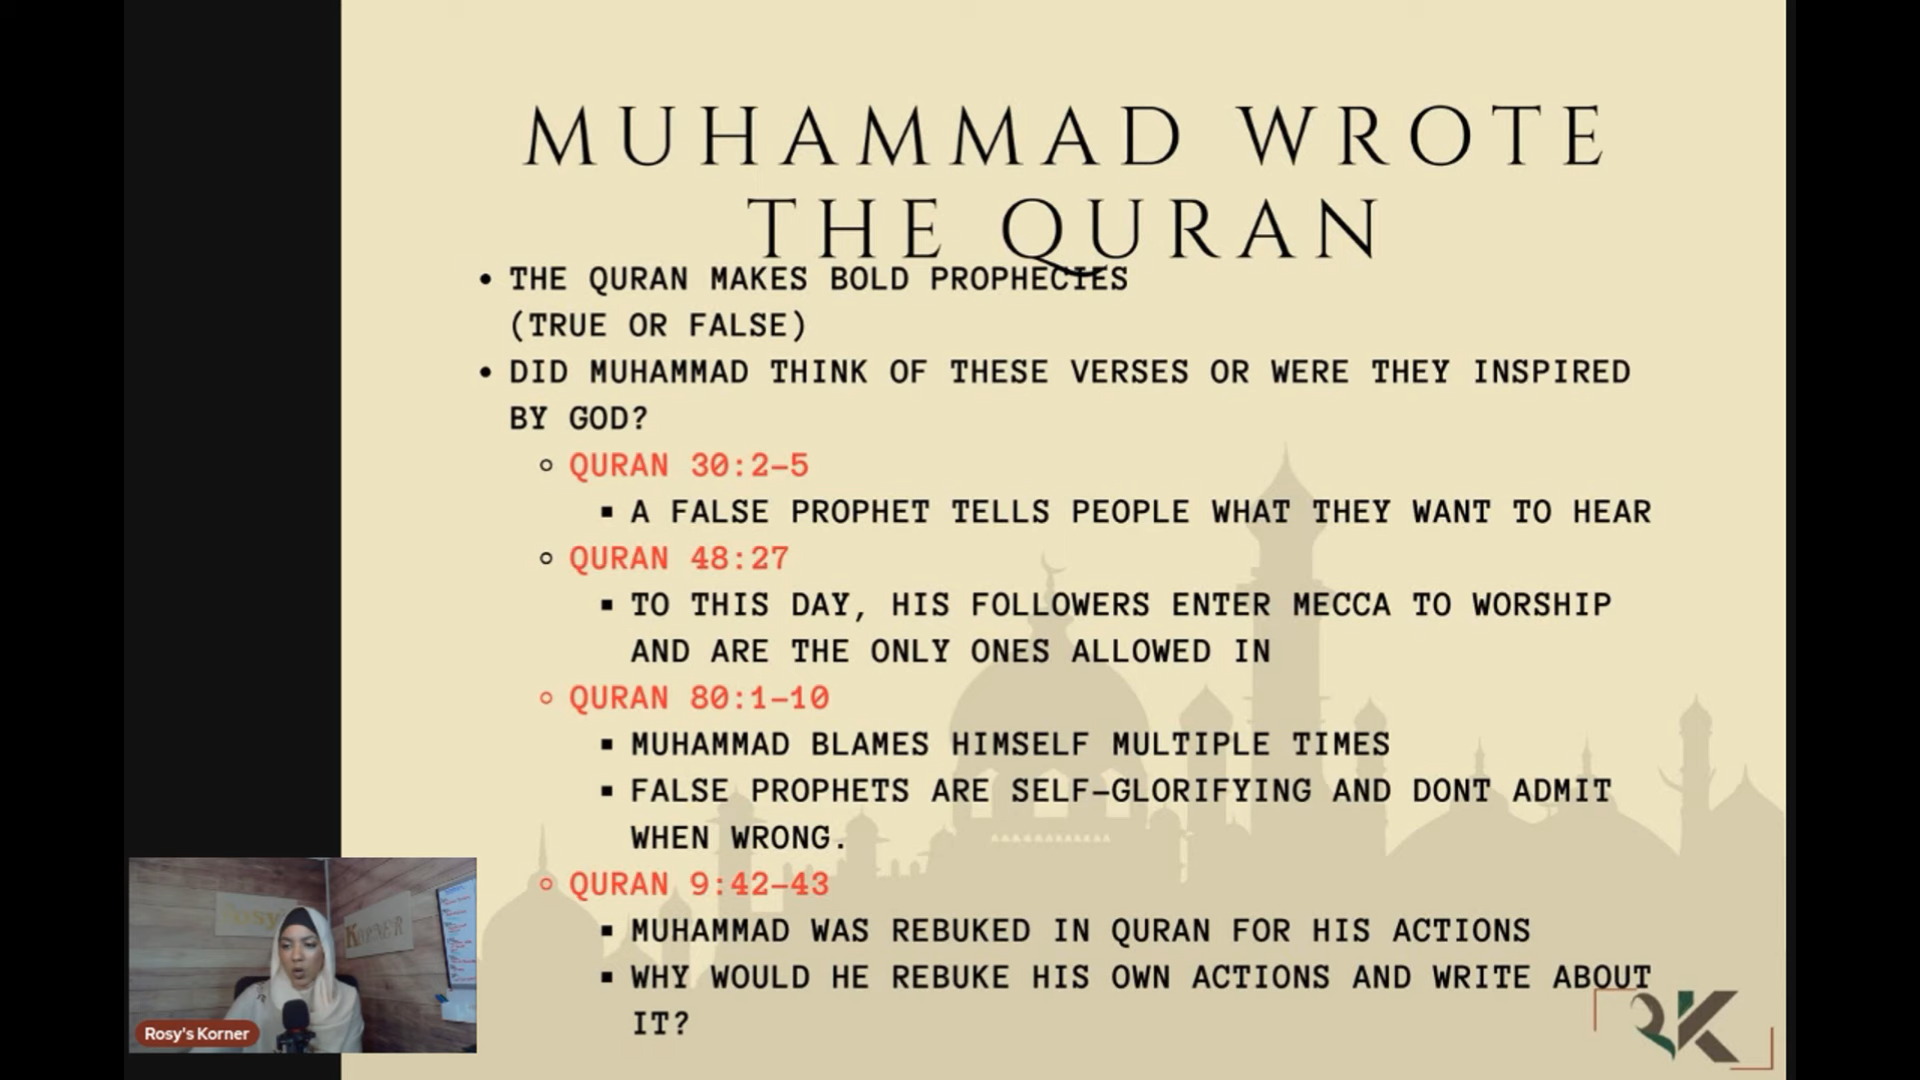 MUHAMMAD WROTE
THE QURAN
• THE QURAN MAKES BOLD PROPHECIES
(TRUE OR FALSE)
• DID MUHAMMAD THINK OF THESE VERSES OR WERE THEY INSPIRED
BY GOD?
◦ QURAN 30:2-5
▪ A FALSE PROPHET TELLS PEOPLE WHAT THEY WANT TO HEAR
◦ QURAN 48:27
▪ TO THIS DAY, HIS FOLLOWERS ENTER MECCA TO WORSHIP
AND ARE THE ONLY ONES ALLOWED IN
◦ QURAN 80:1-10
▪ MUHAMMAD BLAMES HIMSELF MULTIPLE TIMES
▪ FALSE PROPHETS ARE SELF-GLORIFYING AND DONT ADMIT
WHEN WRONG.
◦ QURAN 9:42-43
▪ MUHAMMAD WAS REBUKED IN QURAN FOR HIS ACTIONS
▪ WHY WOULD HE REBUKE HIS OWN ACTIONS AND WRITE ABOUT
IT?
KORNER
Rosy's Korner
RK